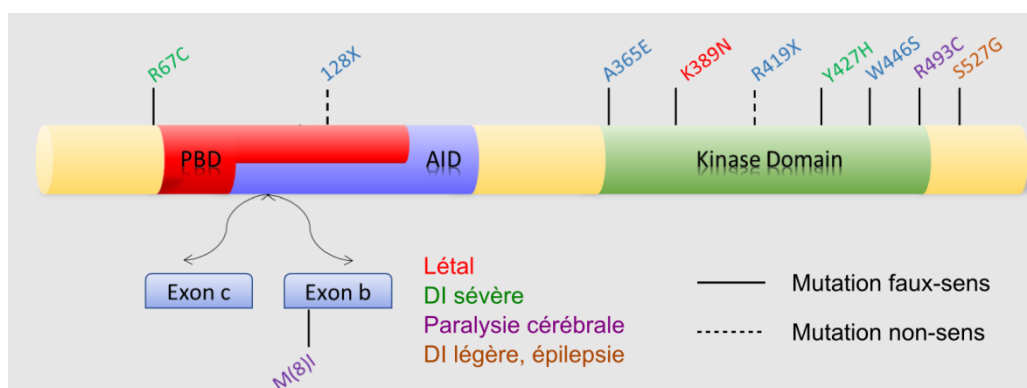 R67C
128X
A365E
K389N
R419X
Y427H
W446S
R493C
S527G
PBD
AID
Kinase Domain
Exon c
Exon b
M(8)I
Létal
DI sévère
Paralysie cérébrale
DI légère, épilepsie
Mutation faux-sens
Mutation non-sens